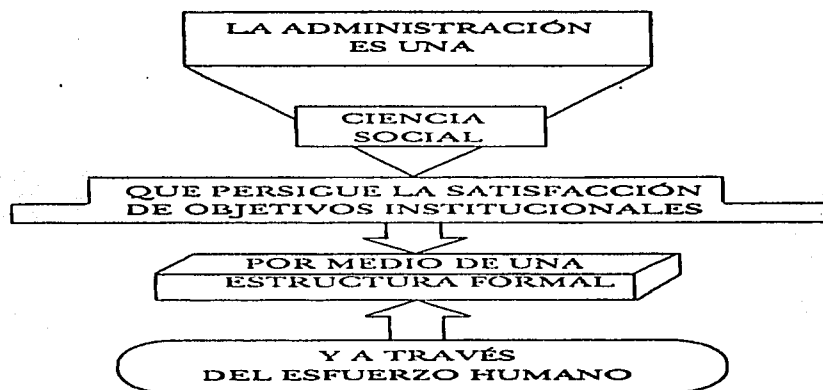 LA ADMINISTRACIÓN
ES UNA
CIENCIA
SOCIAL
QUE PERSIGUE LA SATISFACCIÓN
DE OBJETIVOS INSTITUCIONALES
POR MEDIO DE UNA
ESTRUCTURA FORMAL
Y A TRAVÉS
DEL ESFUERZO HUMANO